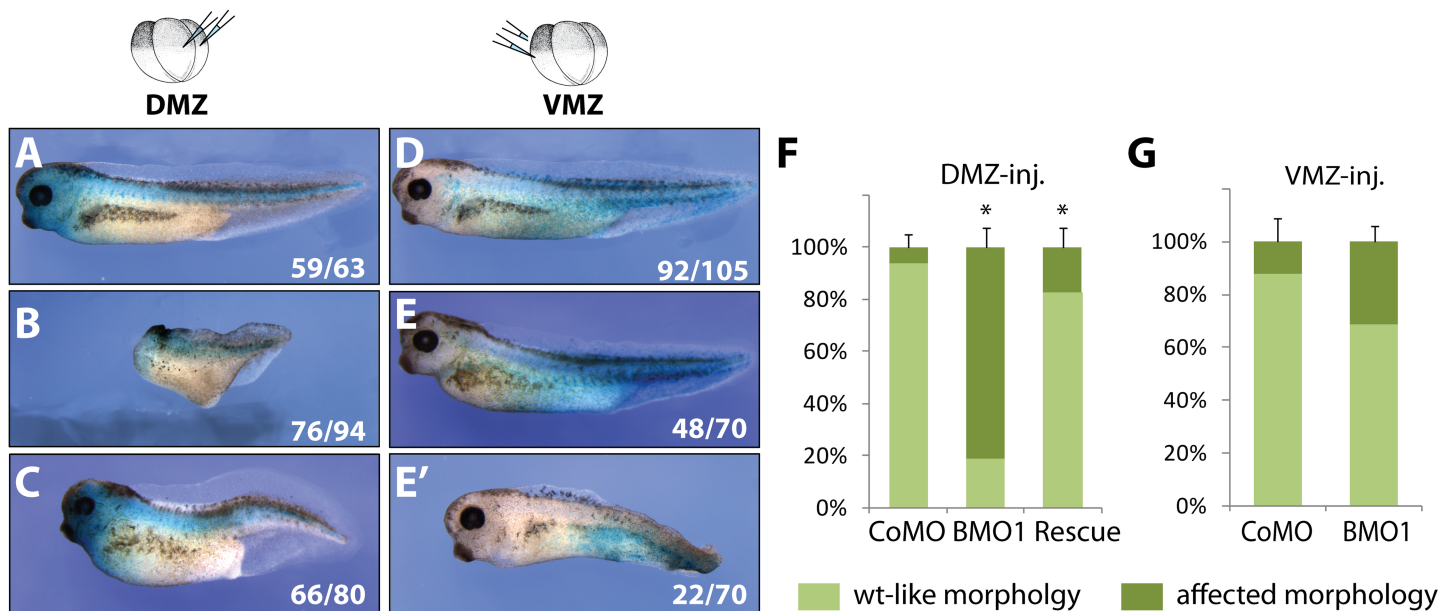 DMZ
VMZ
A
59/63
B
76/94
C
66/80
D
92/105
E
48/70
E’
22/70
F
DMZ-inj.
*
*
100%
80%
60%
40%
20%
0%
CoMO BMO1 Rescue
G
VMZ-inj.
100%
80%
60%
40%
20%
0%
CoMO BMO1
wt-like morpholgy
affected morphology